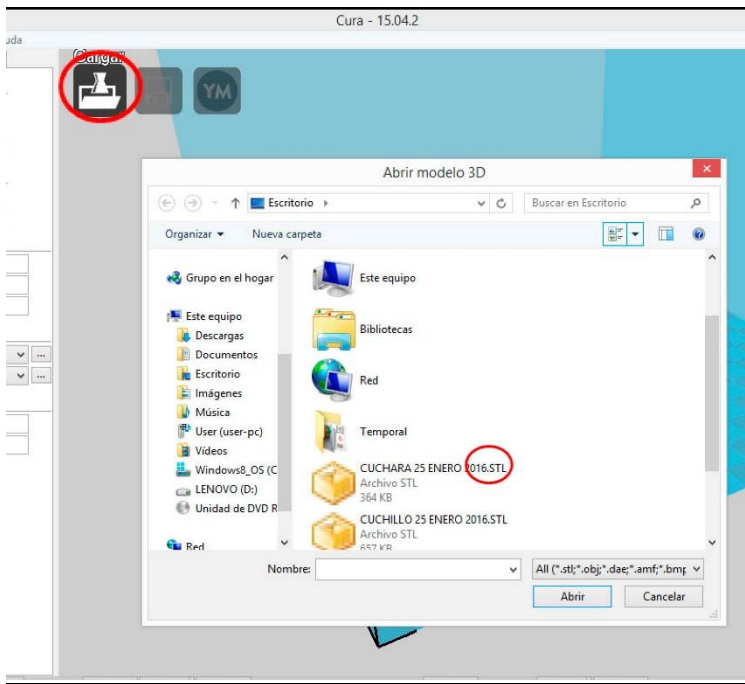 Cura - 15.04.2
uda
Cargar
YM
Abrir modelo 3D
Escritorio
Buscar en Escritorio
Organizar
Nueva carpeta
Grupo en el hogar
Este equipo
Descargas
Documentos
Escritorio
Imágenes
Música
User (user-pc)
Vídeos
Windows8_OS (C
LENOVO (D:)
Unidad de DVD R
Red
Este equipo
Bibliotecas
Red
Temporal
CUCHARA 25 ENERO 2016.STL
Archivo STL
364 KB
CUCHILLO 25 ENERO 2016.STL
Archivo STL
657 KB
Nombre:
All (*.stl;*.obj;*.dae;*.amf;*.bmp
Abrir
Cancelar